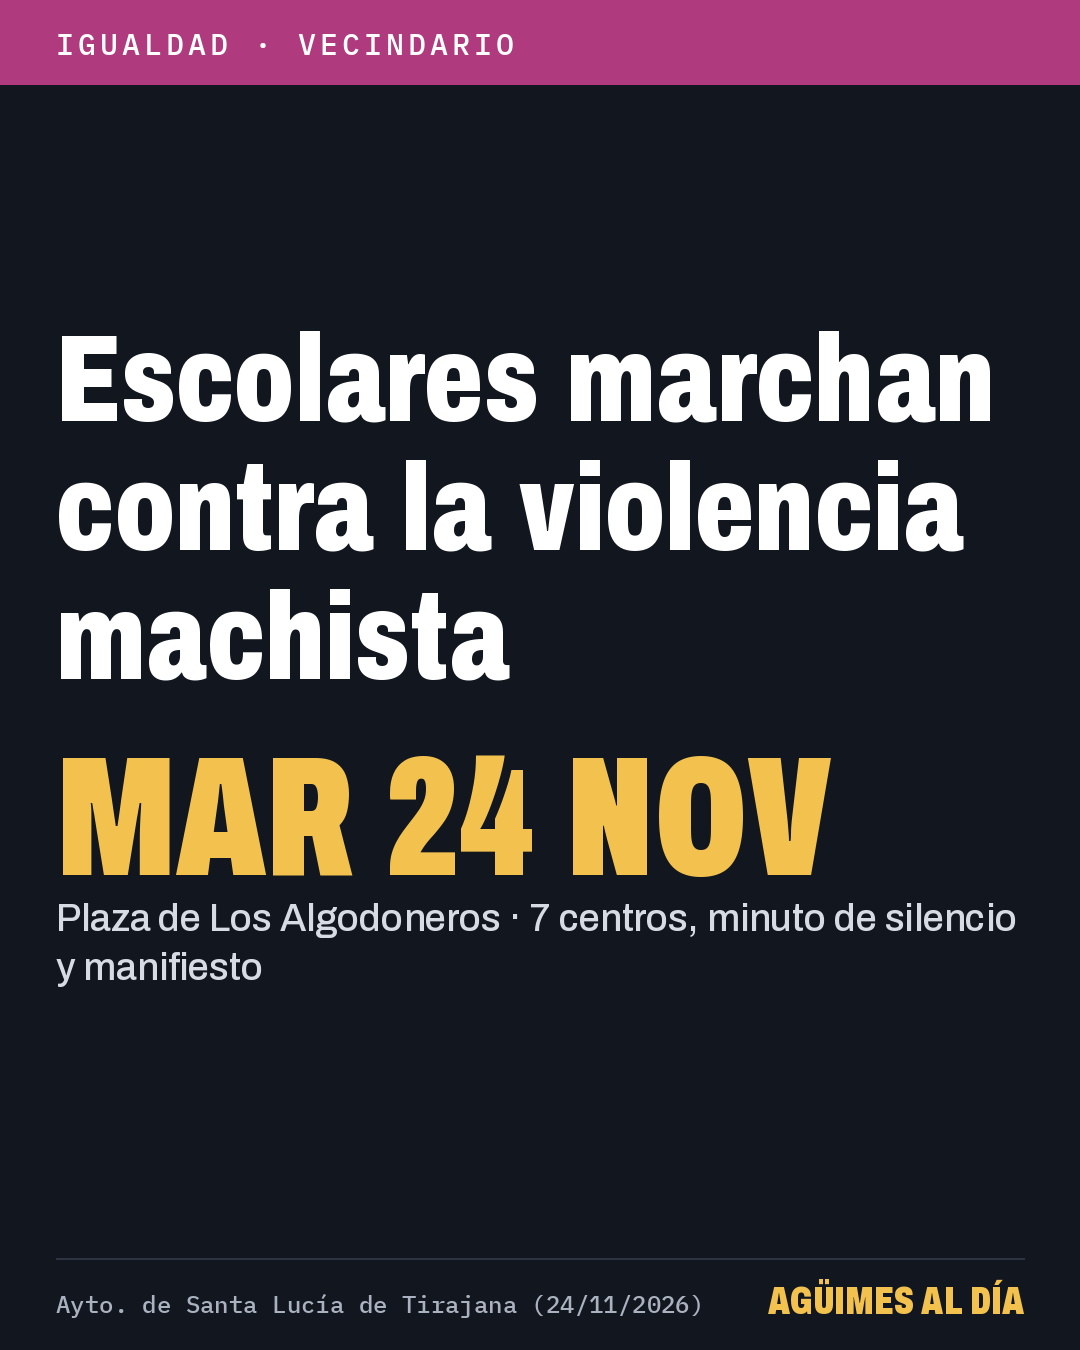 IGUALDAD · VECINDARIO
Escolares marchan
contra la violencia
machista
MAR 24 NOV
Plaza de Los Algodoneros · 7 centros, minuto de silencio
y manifiesto
Ayto. de Santa Lucía de Tirajana (24/11/2026)
AGÜIMES AL DÍA